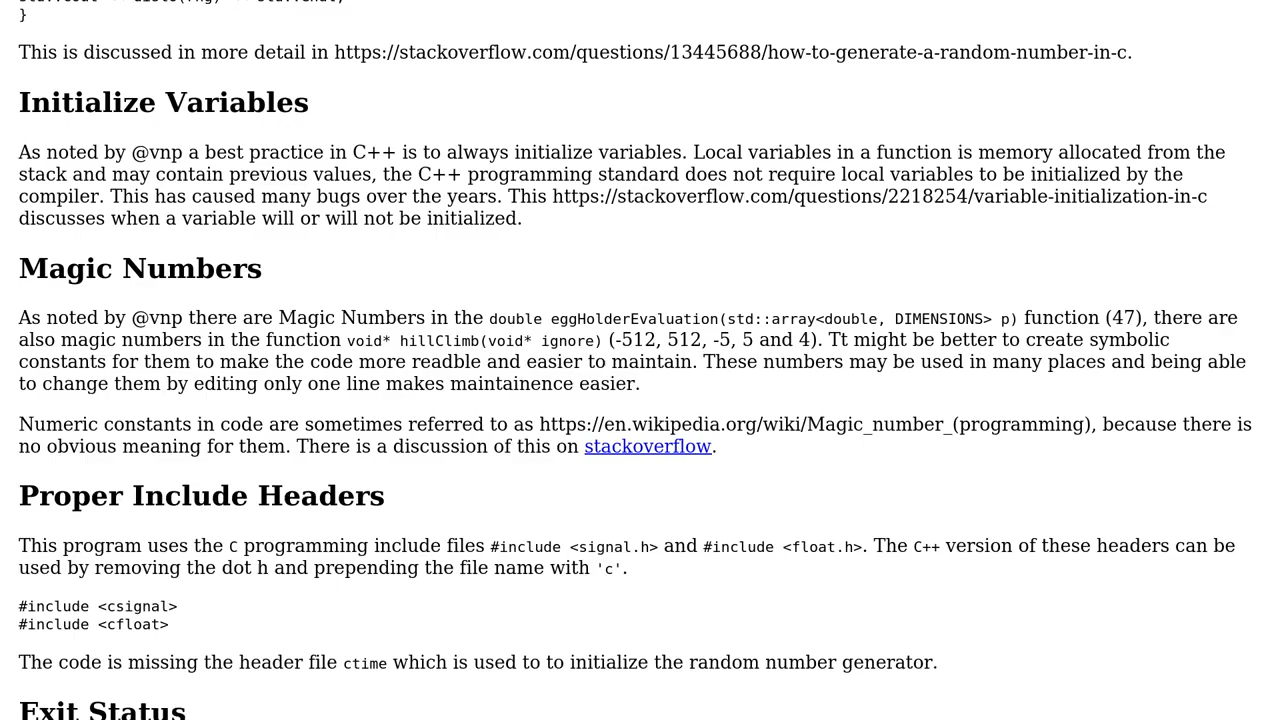 }
This is discussed in more detail in https://stackoverflow.com/questions/13445688/how-to-generate-a-random-number-in-c.
Initialize Variables
As noted by @vnp a best practice in C++ is to always initialize variables. Local variables in a function is memory allocated from the
stack and may contain previous values, the C++ programming standard does not require local variables to be initialized by the
compiler. This has caused many bugs over the years. This https://stackoverflow.com/questions/2218254/variable-initialization-in-c
discusses when a variable will or will not be initialized.
Magic Numbers
As noted by @vnp there are Magic Numbers in the double eggHolderEvaluation(std::array<double, DIMENSIONS> p) function (47), there are
also magic numbers in the function void* hillClimb(void* ignore) (-512, 512, -5, 5 and 4). Tt might be better to create symbolic
constants for them to make the code more readble and easier to maintain. These numbers may be used in many places and being able
to change them by editing only one line makes maintainence easier.
Numeric constants in code are sometimes referred to as https://en.wikipedia.org/wiki/Magic_number_(programming), because there is
no obvious meaning for them. There is a discussion of this on stackoverflow.
Proper Include Headers
This program uses the C programming include files #include <signal.h> and #include <float.h>. The C++ version of these headers can be
used by removing the dot h and prepending the file name with 'c'.
#include <csignal>
#include <cfloat>
The code is missing the header file ctime which is used to to initialize the random number generator.
Exit Status